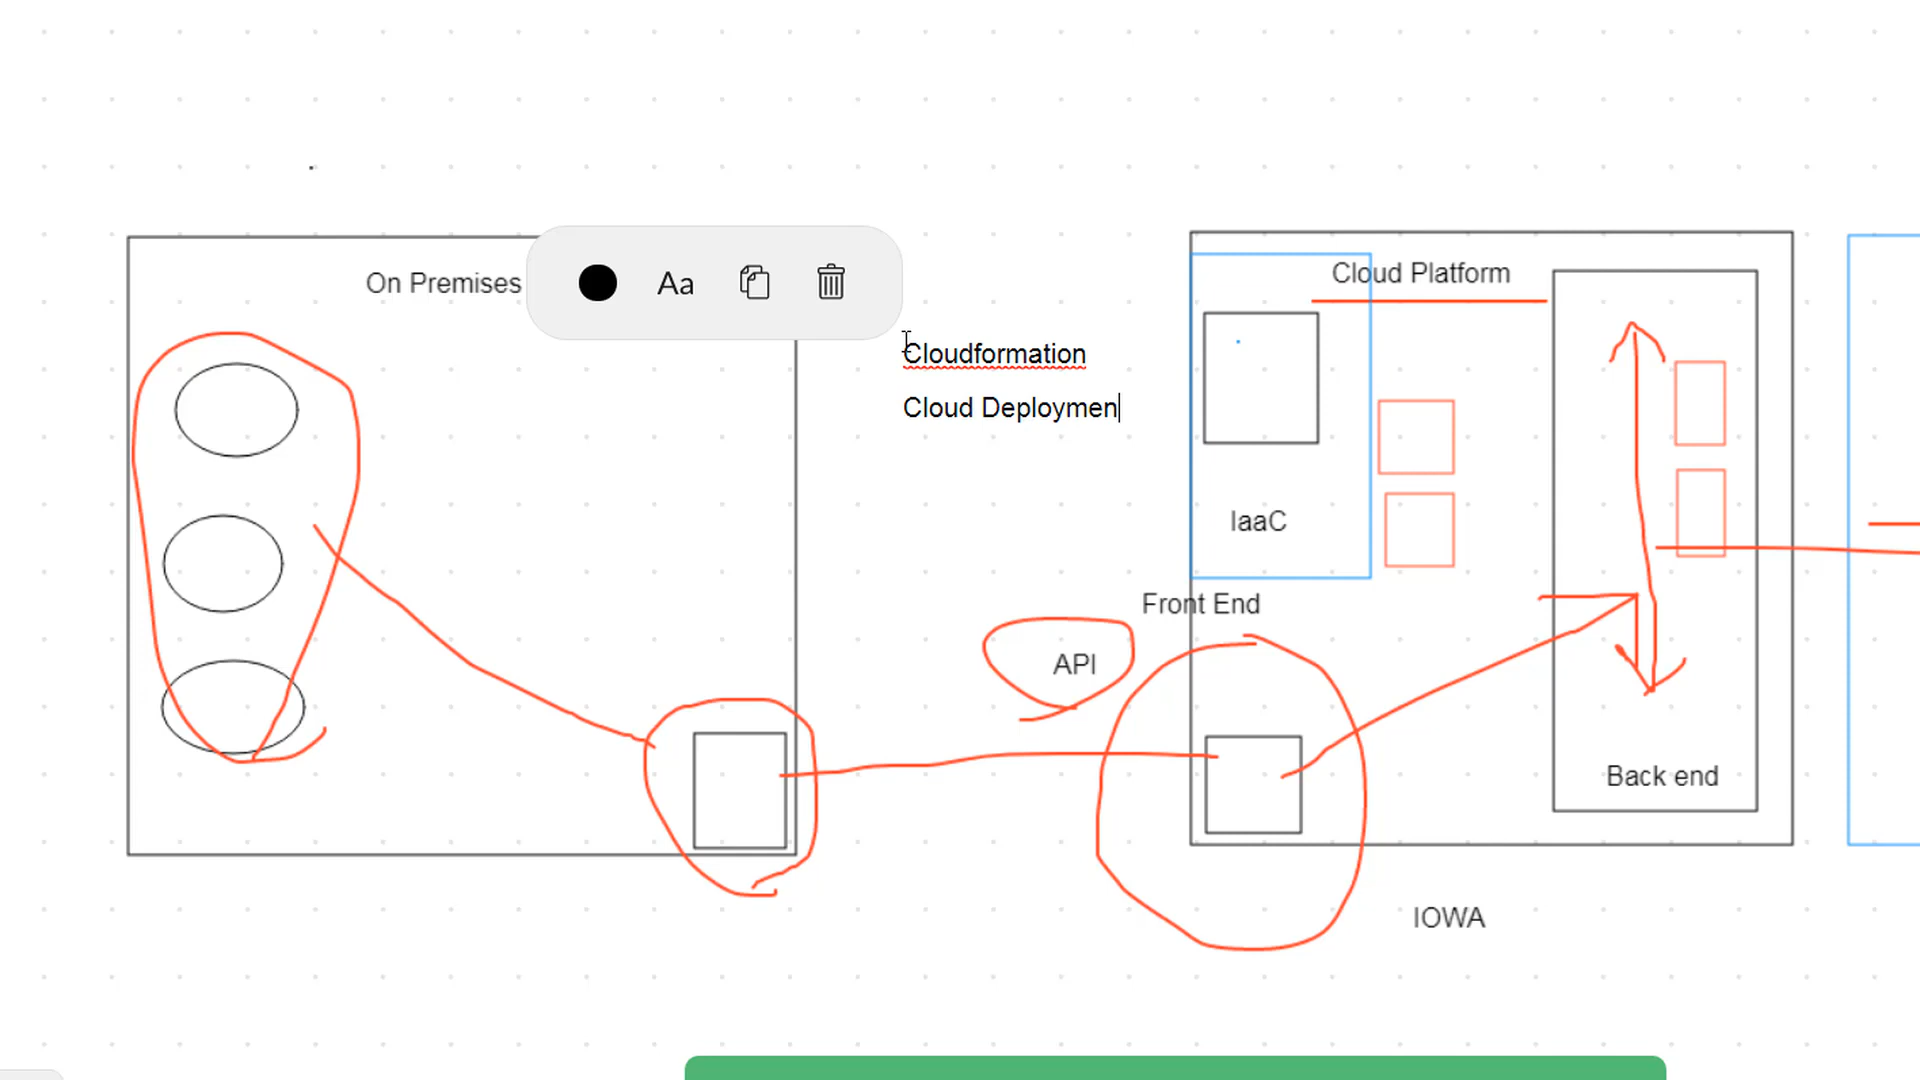 On Premises
Aa
Cloudformation
Cloud Deploymen
Cloud Platform
IaaC
Front End
API
Back end
IOWA